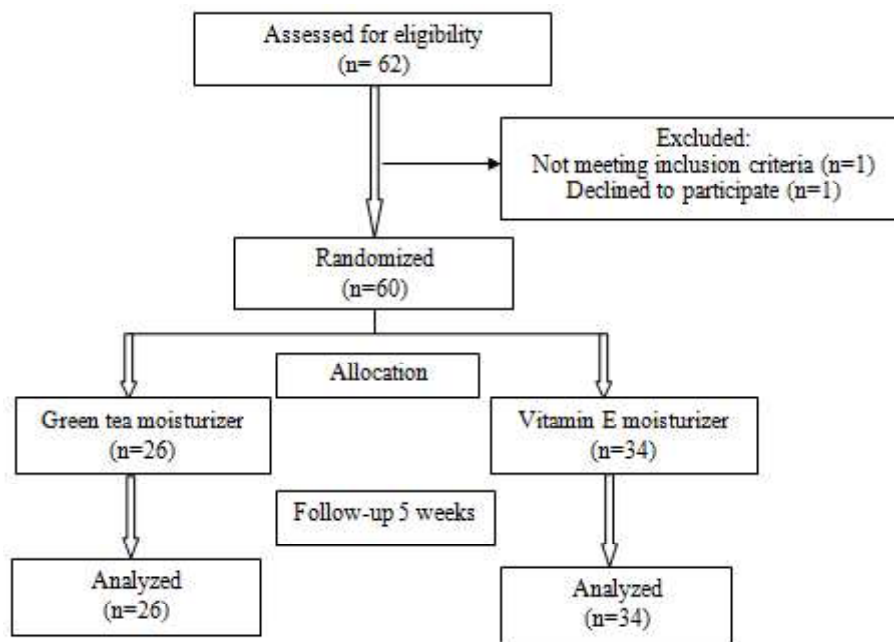 Assessed for eligibility
(n= 62)
Excluded:
Not meeting inclusion criteria (n=1)
Declined to participate (n=1)
Randomized
(n=60)
Allocation
Green tea moisturizer
(n=26)
Vitamin E moisturizer
(n=34)
Follow-up 5 weeks
Analyzed
(n=26)
Analyzed
(n=34)